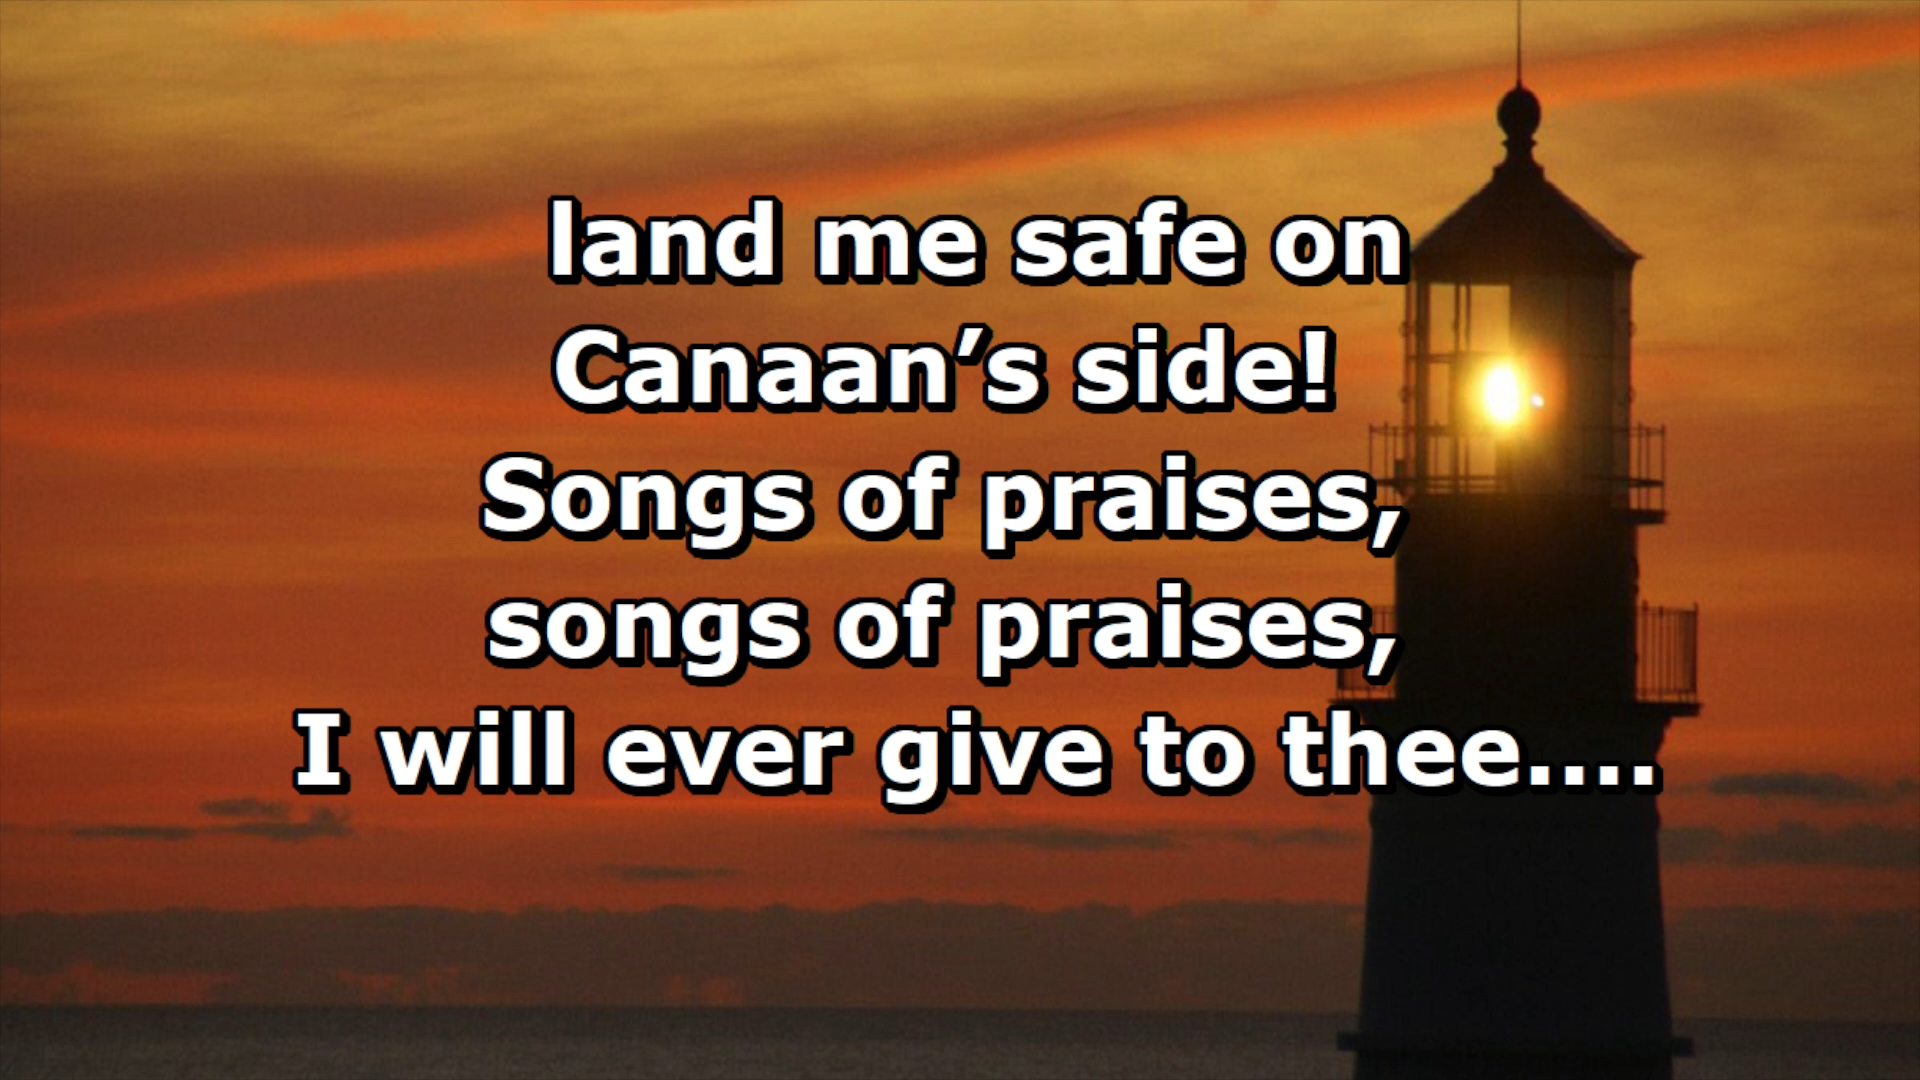 land me safe on
Canaan’s side!
Songs of praises,
songs of praises,
I will ever give to thee....